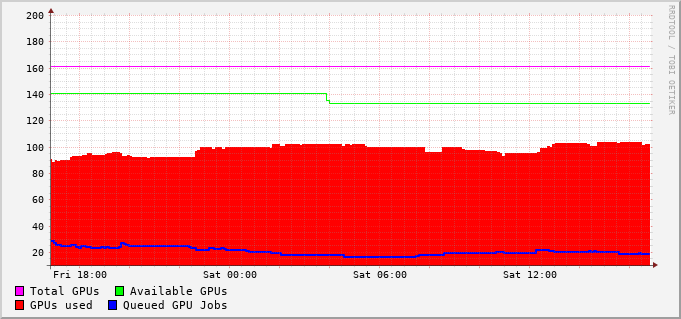 200
180
160
140
120
100
80
60
40
20
Fri 18:00 Sat 00:00 Sat 06:00 Sat 12:00
Total GPUs Available GPUs
GPUs used Queued GPU Jobs
RRDTOOL / TOBI OETIKER